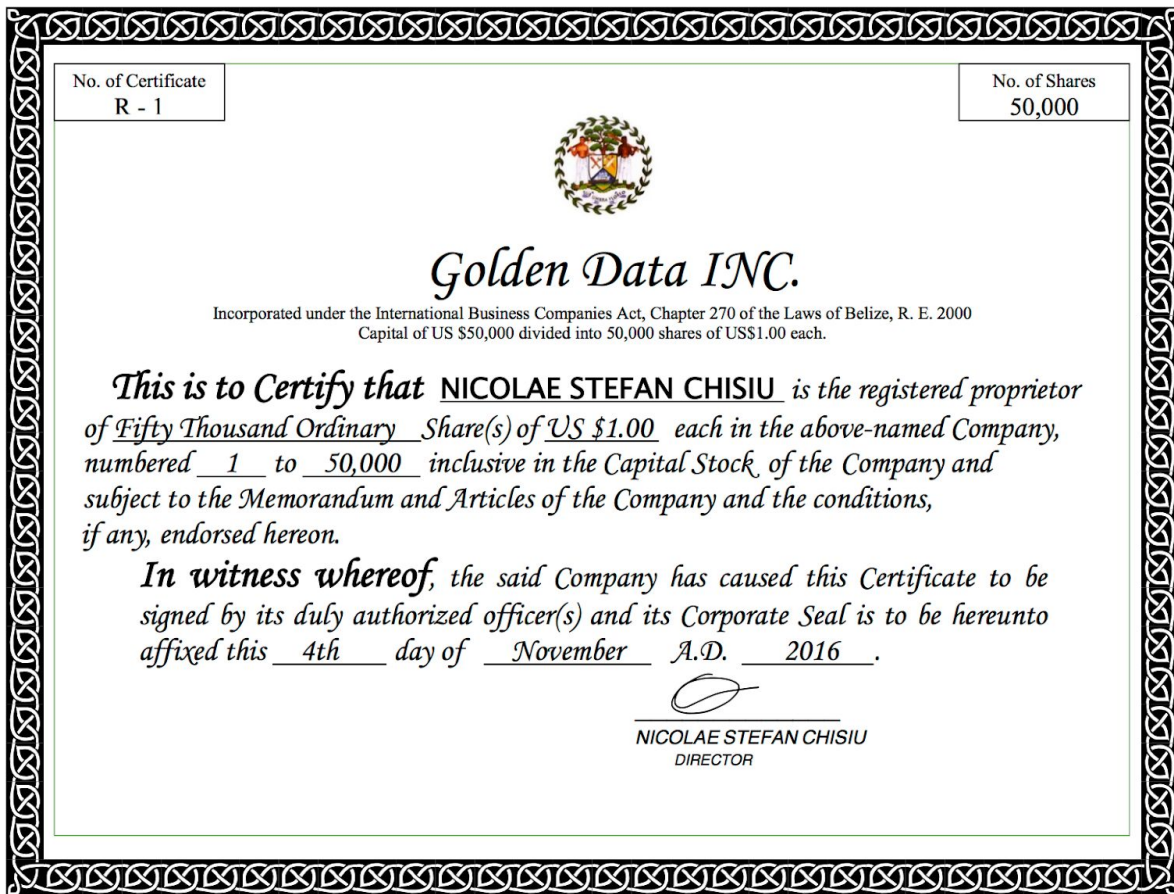 No. of Certificate
R - 1
No. of Shares
50,000
Golden Data INC.
Incorporated under the International Business Companies Act, Chapter 270 of the Laws of Belize, R. E. 2000
Capital of US $50,000 divided into 50,000 shares of US$1.00 each.
This is to Certify that NICOLAE STEFAN CHISIU is the registered proprietor
of Fifty Thousand Ordinary Share(s) of US $1.00 each in the above-named Company,
numbered 1 to 50,000 inclusive in the Capital Stock of the Company and
subject to the Memorandum and Articles of the Company and the conditions,
if any, endorsed hereon.
In witness whereof, the said Company has caused this Certificate to be
signed by its duly authorized officer(s) and its Corporate Seal is to be hereunto
affixed this 4th day of November A.D. 2016.
NICOLAE STEFAN CHISIU
DIRECTOR